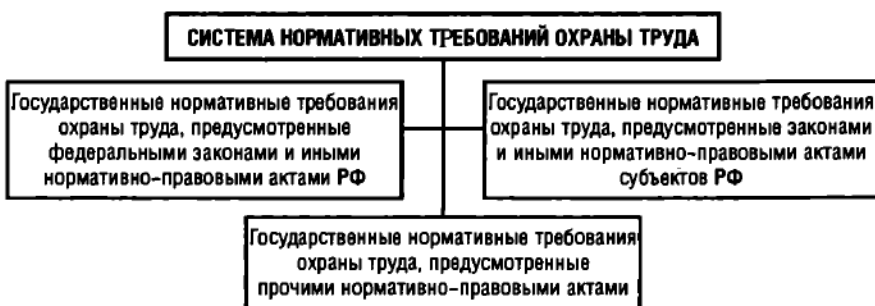 СИСТЕМА НОРМАТИВНЫХ ТРЕБОВАНИЙ ОХРАНЫ ТРУДА
Государственные нормативные требования
охраны труда, предусмотренные
федеральными законами и иными
нормативно-правовыми актами РФ
Государственные нормативные требования
охраны труда, предусмотренные законами
и иными нормативно-правовыми актами
субъектов РФ
Государственные нормативные требования
охраны труда, предусмотренные
прочими нормативно-правовыми актами